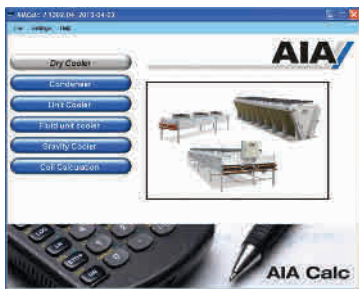 Dry Cooler
Condenser
Unit Cooler
Fluid unit cooler
Gravity Cooler
Coil Calculation
AIA
AIA Calc